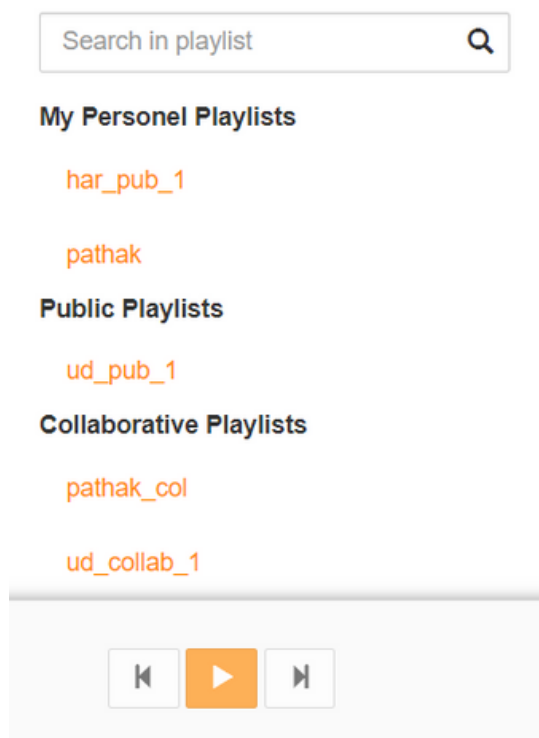 Search in playlist
My Personel Playlists
har_pub_1
pathak
Public Playlists
ud_pub_1
Collaborative Playlists
pathak_col
ud_collab_1